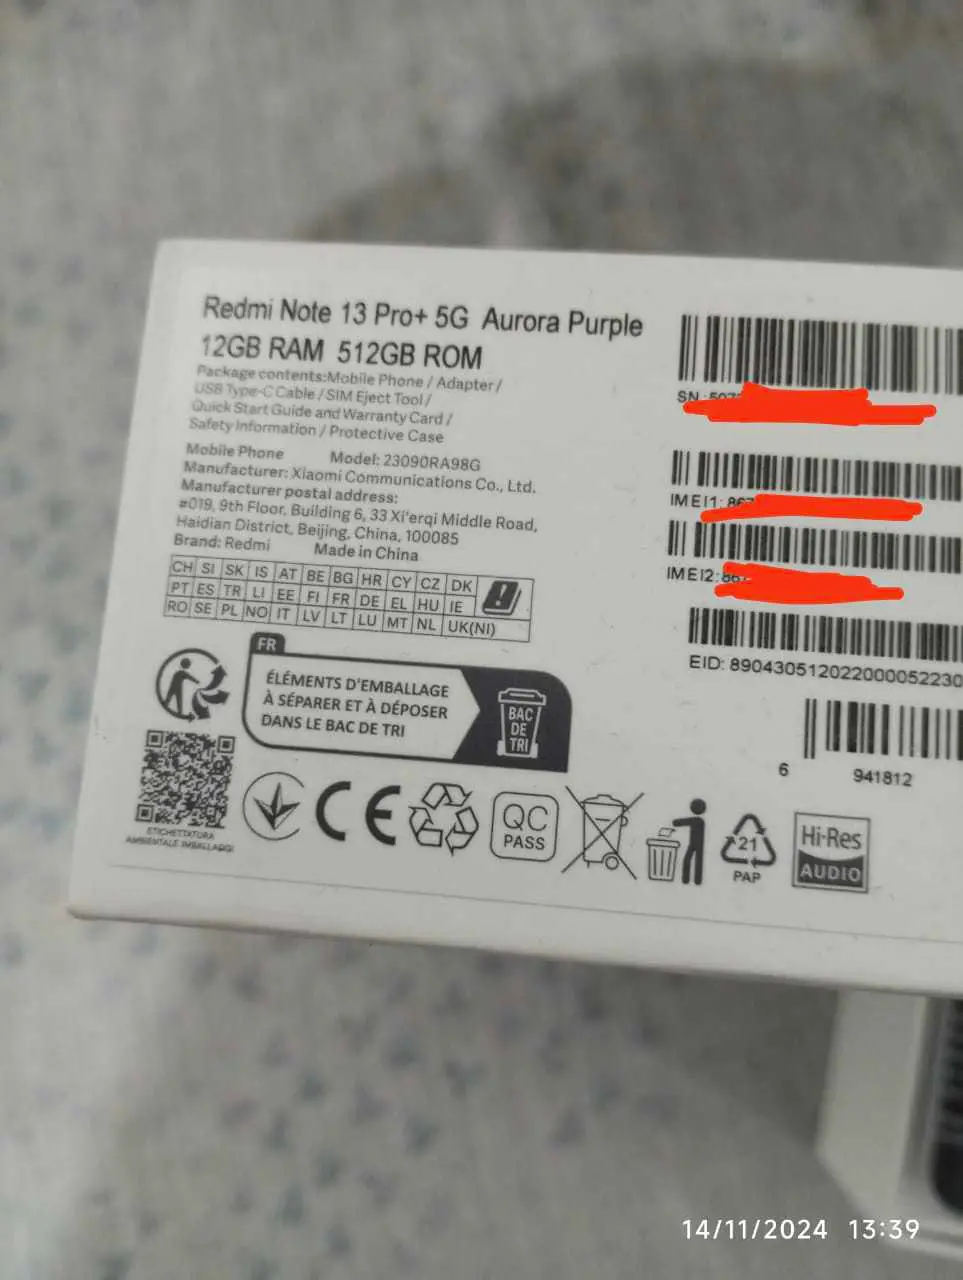 Redmi Note 13 Pro+ 5G Aurora Purple
12GB RAM 512GB ROM
Package contents:Mobile Phone / Adapter /
USB Type-C Cable / SIM Eject Tool /
Quick Start Guide and Warranty Card /
Safety Information / Protective Case
Mobile Phone Model: 23090RA98G
Manufacturer: Xiaomi Communications Co., Ltd.
Manufacturer postal address:
#019, 9th Floor, Building 6, 33 Xi'erqi Middle Road,
Haidian District, Beijing, China, 100085
Brand: Redmi Made in China
CH SI SK IS AT BE BG HR CY CZ DK
PT ES TR LI EE FI FR DE EL HU IE
RO SE PL NO IT LV LT LU MT NL UK(NI)
FR
ÉLÉMENTS D'EMBALLAGE
À SÉPARER ET À DÉPOSER
DANS LE BAC DE TRI
BAC
DE
TRI
ETICHETTATURA
AMBIENTALE IMBALLAGGI
CE
QC
PASS
21
PAP
Hi-Res
AUDIO
SN:
IMEI1:
IMEI2:
EID: 890430512022000052230
6 941812
14/11/2024 13:39